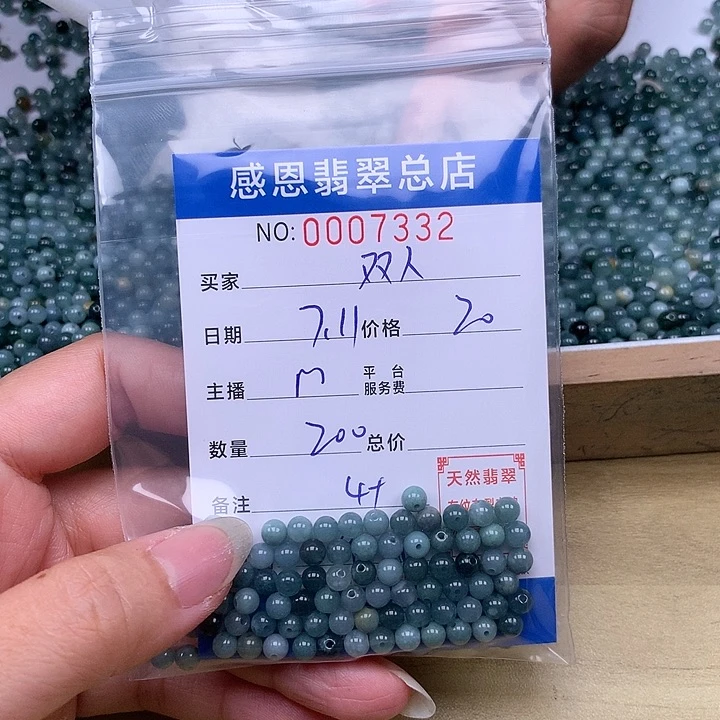 感恩翡翠总店
NO: 0007332
买家 双人
日期 7.11 价格 20
主播 m 平台服务费
数量 200 总价
备注 4+
天然翡翠